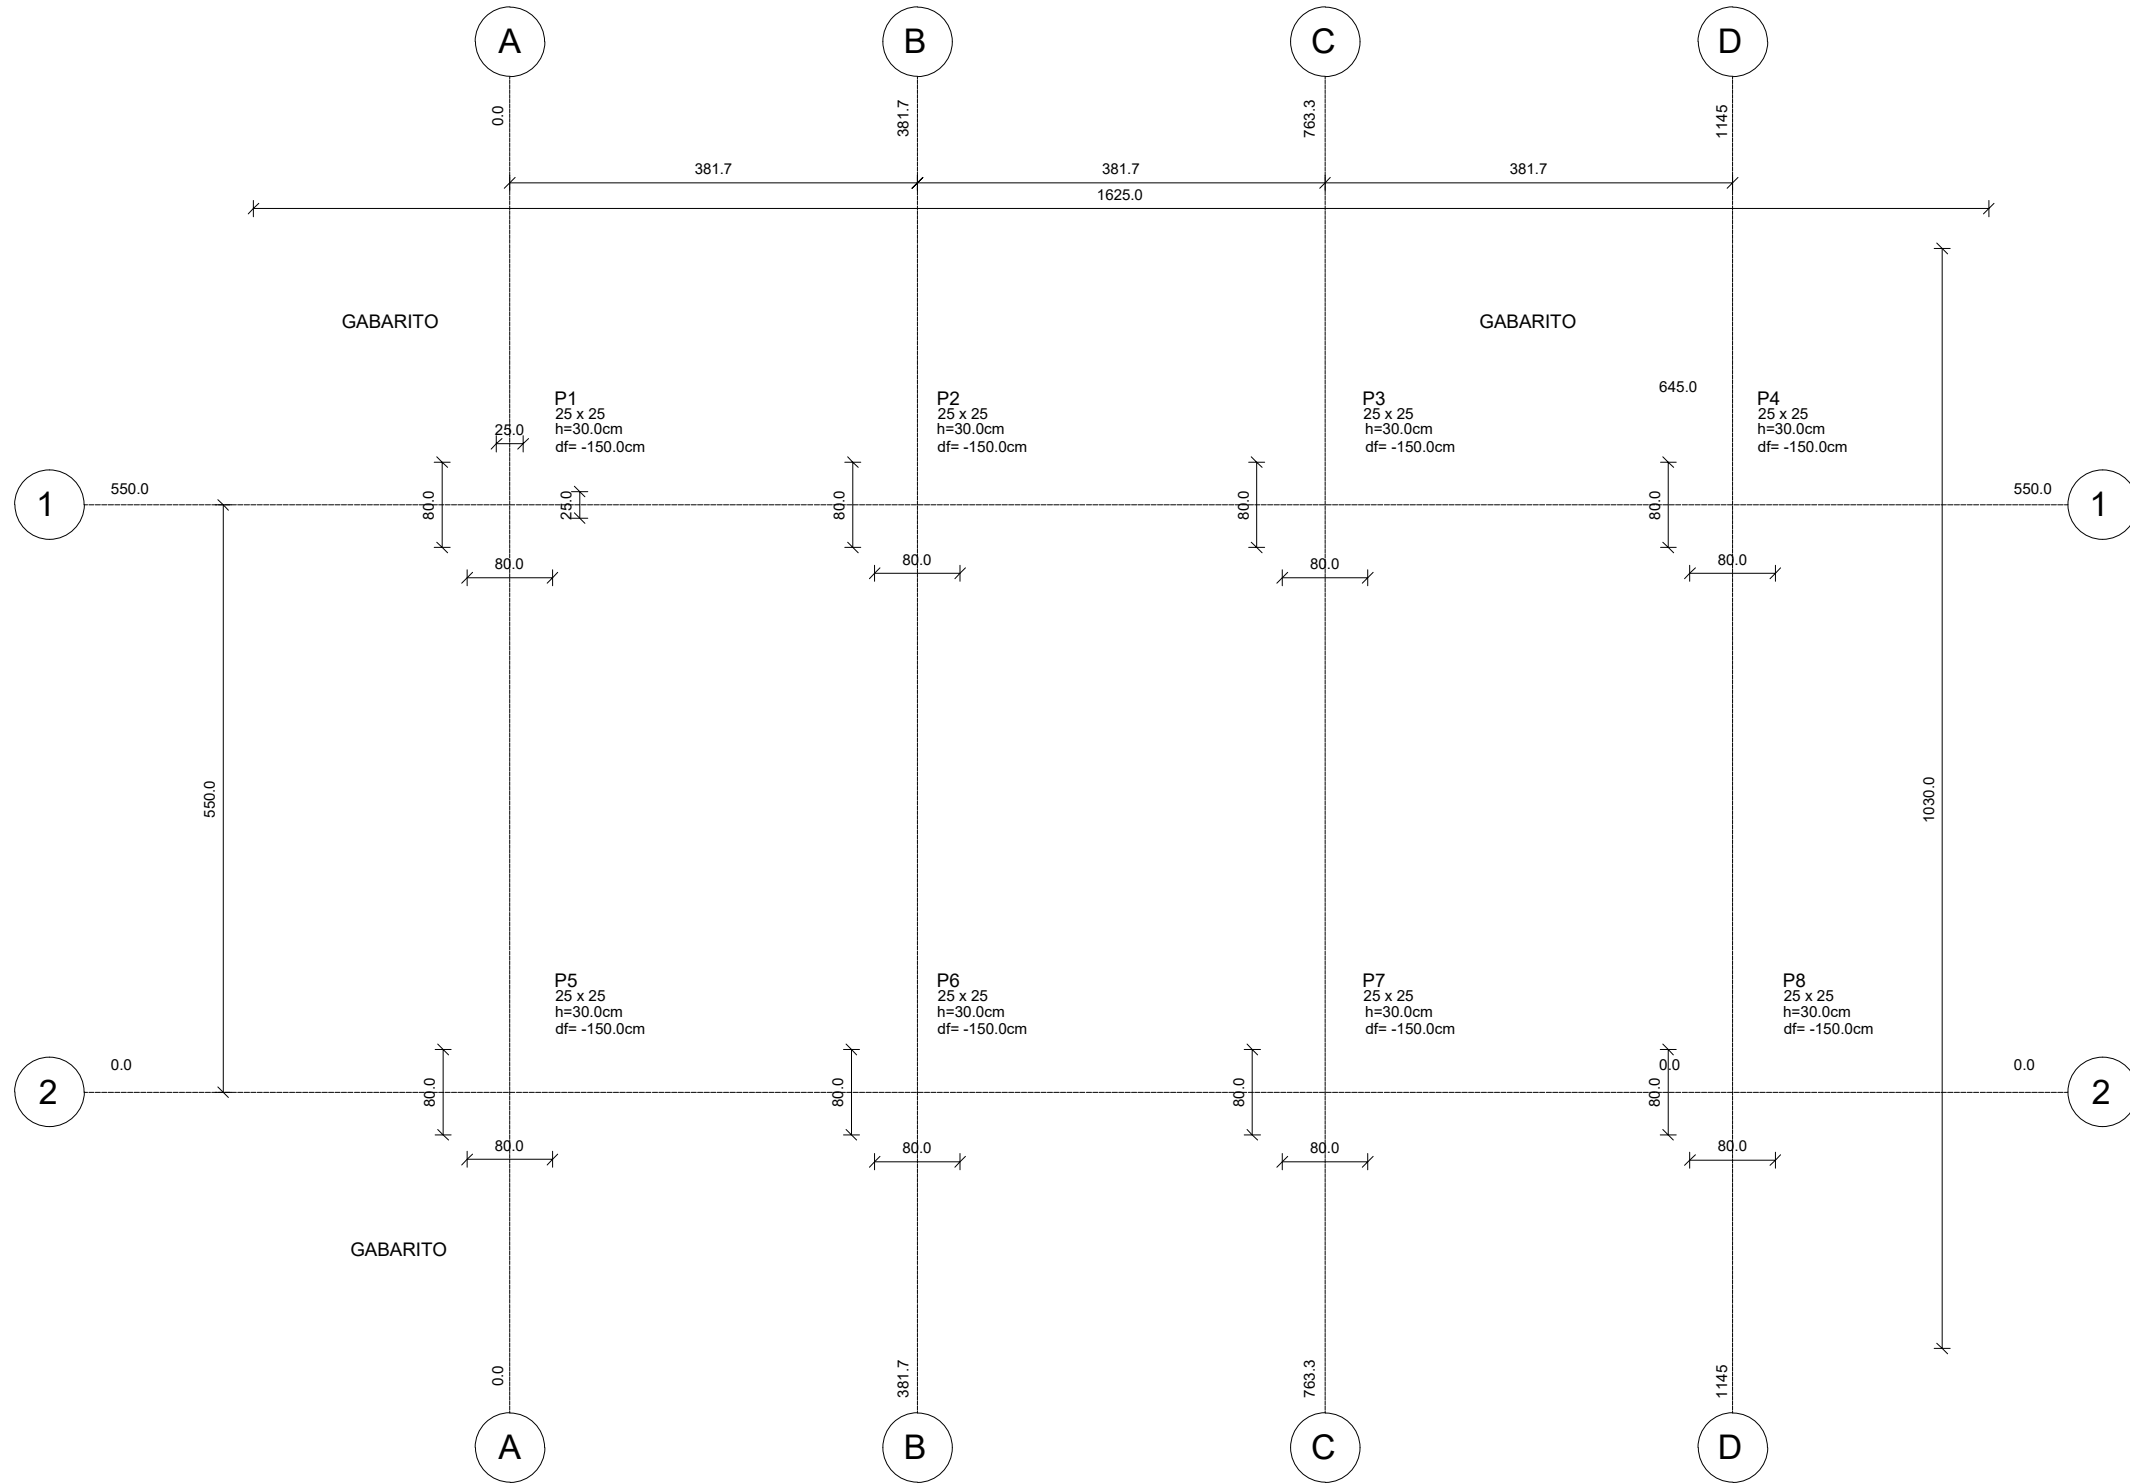 A
B
C
D
0.0
381.7
763.3
1145
381.7
381.7
381.7
1625.0
GABARITO
GABARITO
645.0
P1
25 x 25
h=30.0cm
df= -150.0cm
P2
25 x 25
h=30.0cm
df= -150.0cm
P3
25 x 25
h=30.0cm
df= -150.0cm
P4
25 x 25
h=30.0cm
df= -150.0cm
25.0
1
550.0
80.0
25.0
80.0
80.0
80.0
550.0
1
80.0
80.0
80.0
80.0
550.0
1030.0
P5
25 x 25
h=30.0cm
df= -150.0cm
P6
25 x 25
h=30.0cm
df= -150.0cm
P7
25 x 25
h=30.0cm
df= -150.0cm
P8
25 x 25
h=30.0cm
df= -150.0cm
0.0
0.0
0.0
2
80.0
80.0
80.0
80.0
2
80.0
80.0
80.0
80.0
GABARITO
0.0
381.7
763.3
1145
A
B
C
D